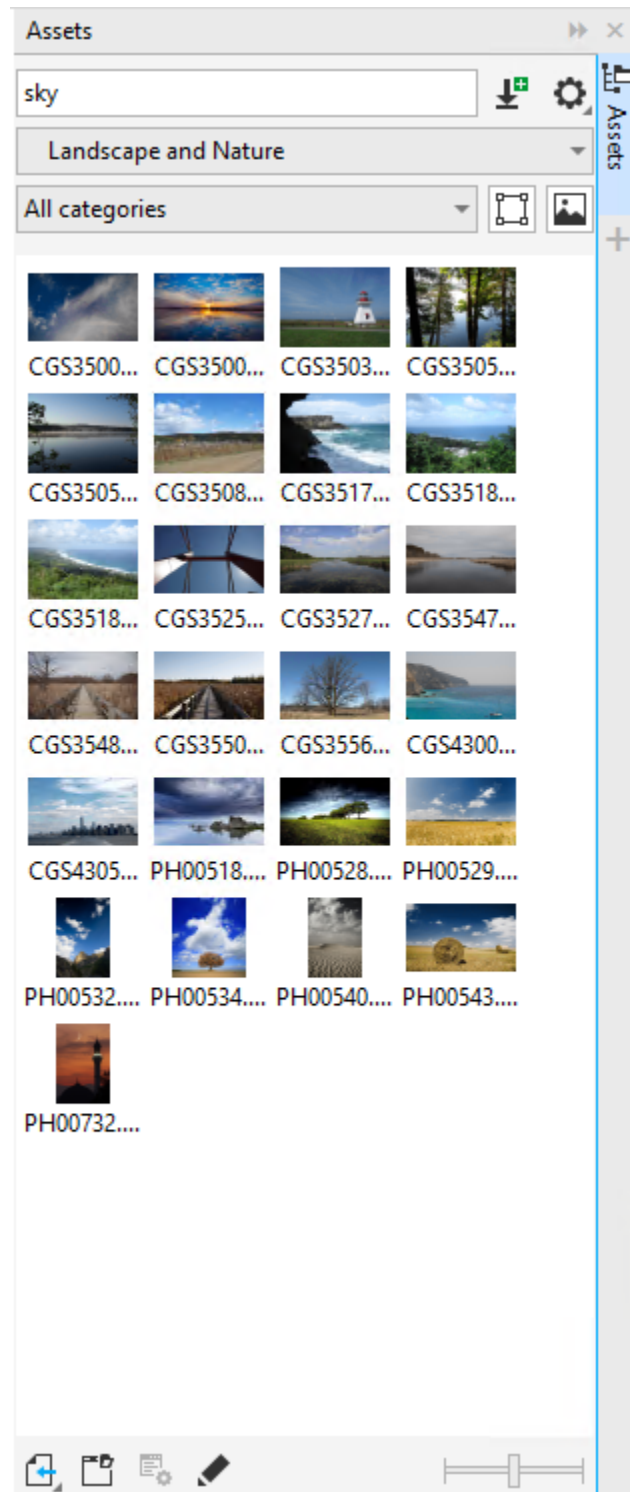 Assets
sky
Landscape and Nature
All categories
Assets
CGS3500... CGS3500... CGS3503... CGS3505...
CGS3505... CGS3508... CGS3517... CGS3518...
CGS3518... CGS3525... CGS3527... CGS3547...
CGS3548... CGS3550... CGS3556... CGS4300...
CGS4305... PH00518.... PH00528.... PH00529....
PH00532.... PH00534.... PH00540.... PH00543....
PH00732....